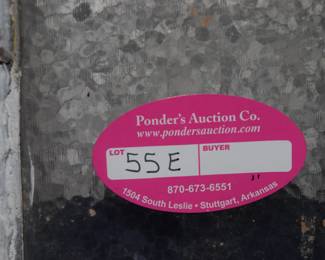 Ponder's Auction Co.
www.pondersauction.com
LOT
BUYER
55E
870-673-6551
1504 South Leslie • Stuttgart, Arkansas